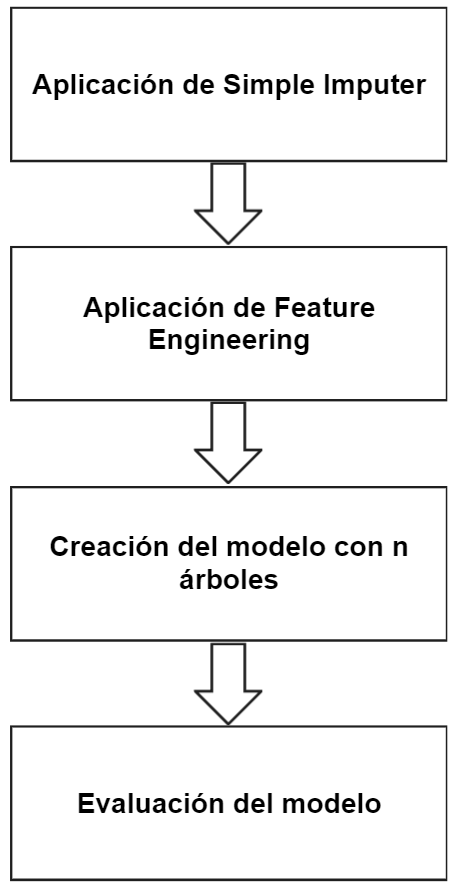 Aplicación de Simple Imputer
Aplicación de Feature
Engineering
Creación del modelo con n
árboles
Evaluación del modelo